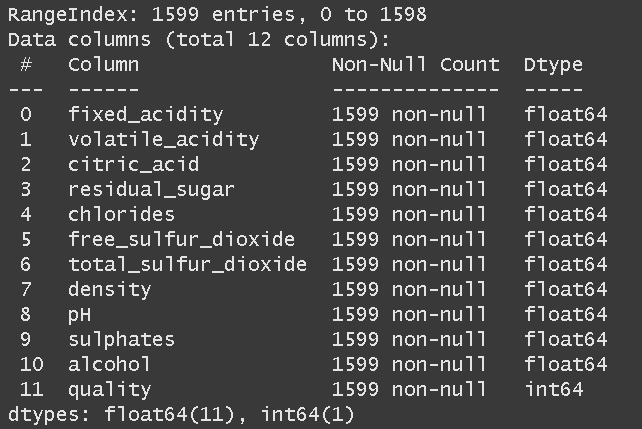 RangeIndex: 1599 entries, 0 to 1598
Data columns (total 12 columns):
 #   Column                Non-Null Count  Dtype
---  ------                --------------  -----
 0   fixed_acidity         1599 non-null   float64
 1   volatile_acidity      1599 non-null   float64
 2   citric_acid           1599 non-null   float64
 3   residual_sugar        1599 non-null   float64
 4   chlorides             1599 non-null   float64
 5   free_sulfur_dioxide   1599 non-null   float64
 6   total_sulfur_dioxide  1599 non-null   float64
 7   density               1599 non-null   float64
 8   pH                    1599 non-null   float64
 9   sulphates             1599 non-null   float64
 10  alcohol               1599 non-null   float64
 11  quality               1599 non-null   int64
dtypes: float64(11), int64(1)